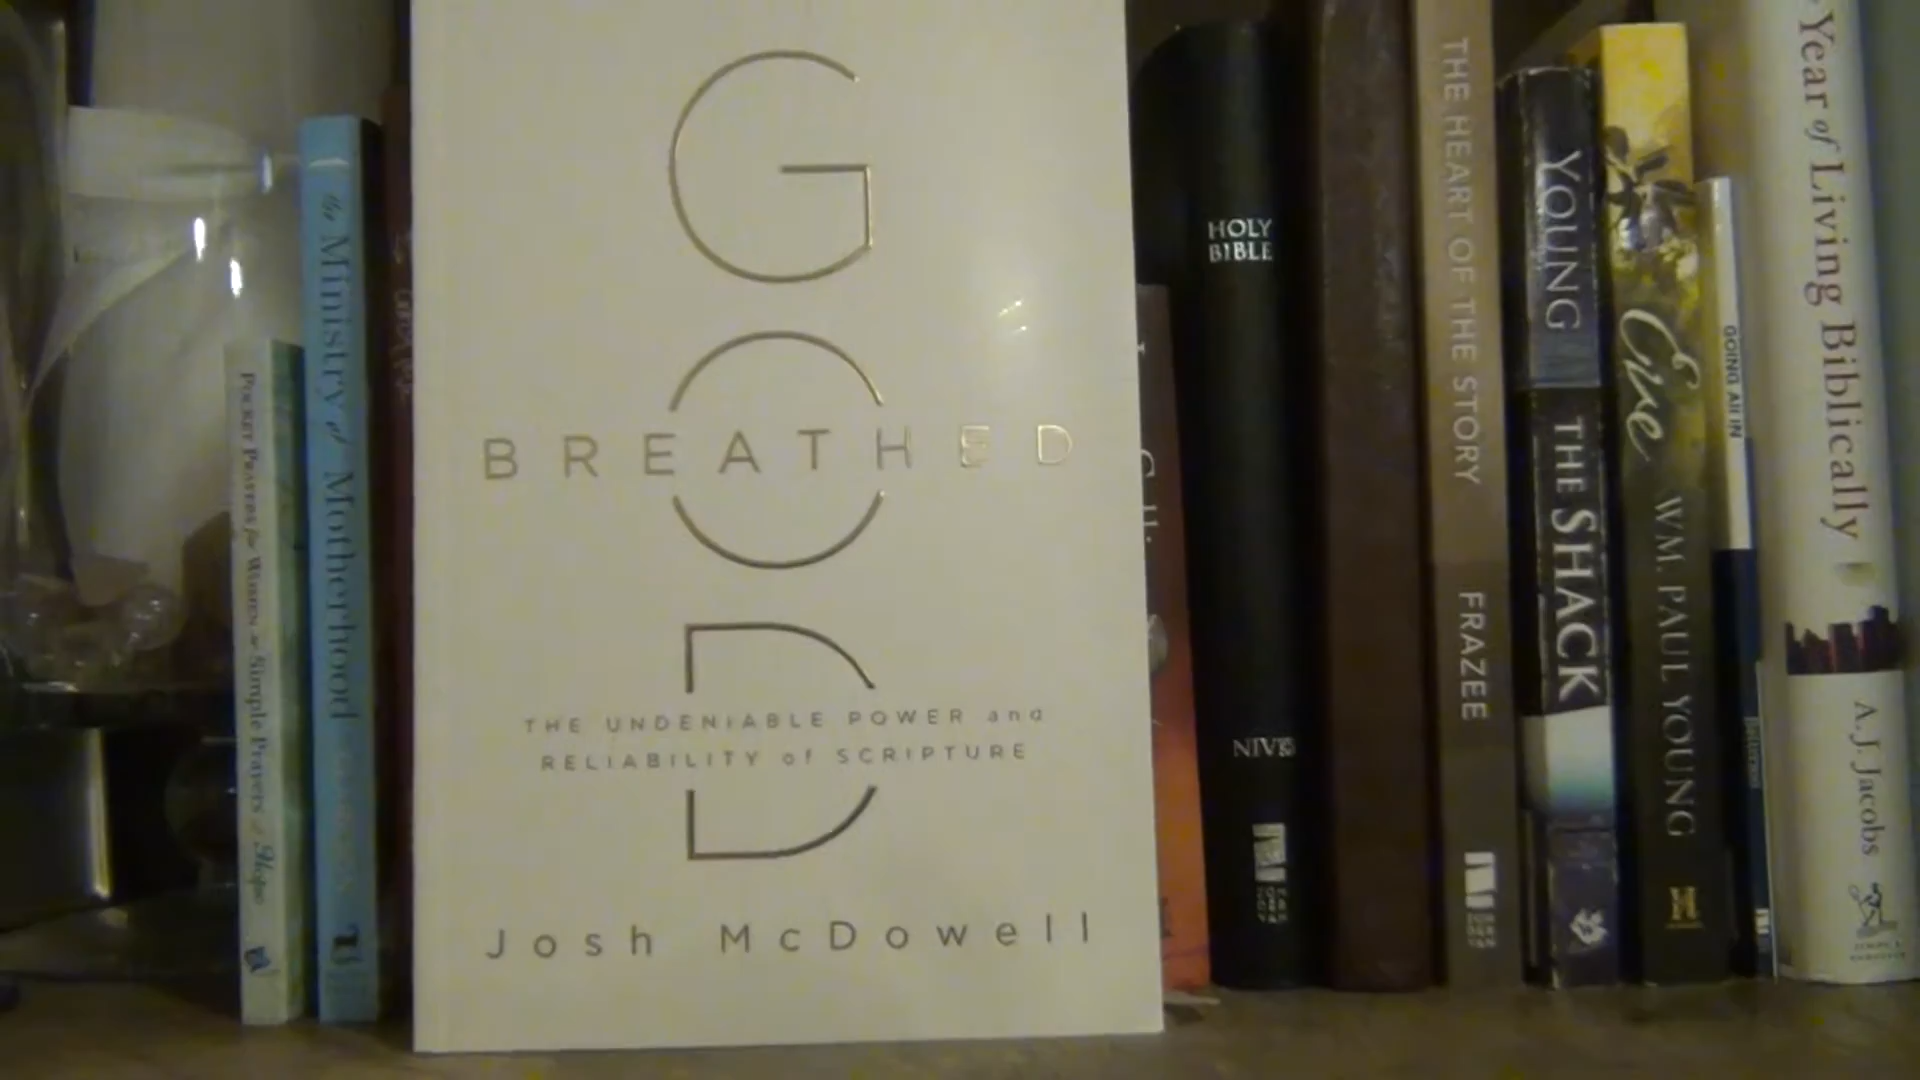 Pocket Prayers for Women Simple Prayers of Hope
the Ministry of Motherhood
G
BREATHED
D
THE UNDENIABLE POWER and
RELIABILITY of SCRIPTURE
Josh McDowell
HOLY
BIBLE
NIV
THE HEART OF THE STORY
FRAZEE
YOUNG
THE SHACK
Eve
WM. PAUL YOUNG
GOING All IN
Year of Living Biblically
A.J. Jacobs